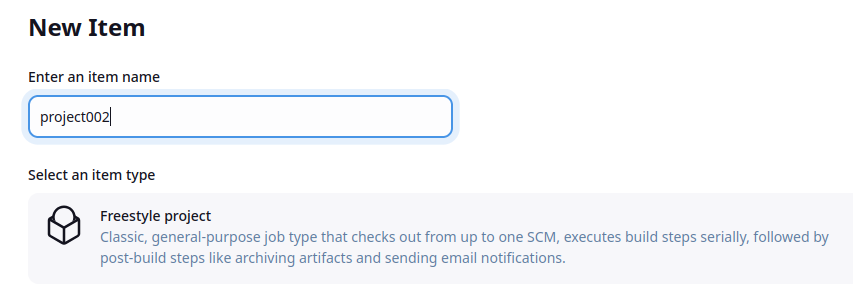 New Item
Enter an item name
project002
Select an item type
Freestyle project
Classic, general-purpose job type that checks out from up to one SCM, executes build steps serially, followed by
post-build steps like archiving artifacts and sending email notifications.